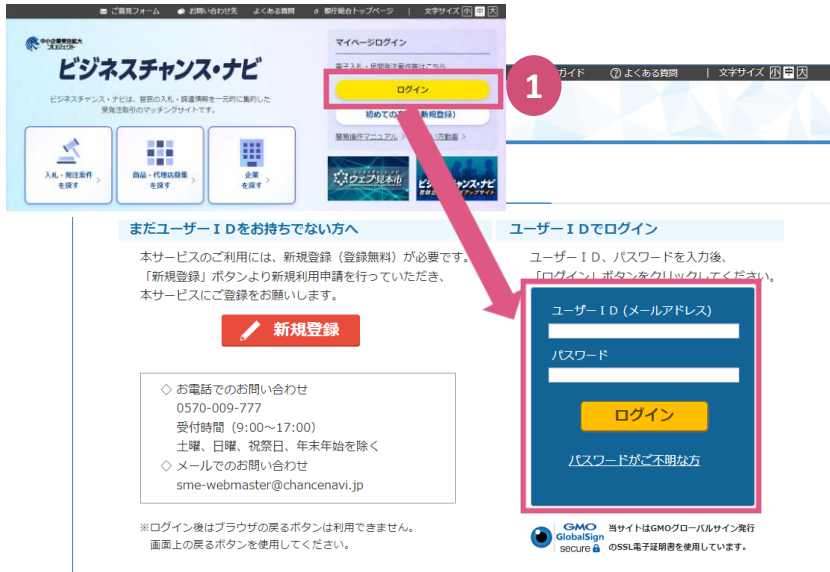 ご意見フォーム お問い合わせ先 よくある質問 都庁総合トップページ | 文字サイズ 小 中 大
中小企業受注拡大
プロジェクト
ビジネスチャンス・ナビ
ビジネスチャンス・ナビは、官民の入札・調達情報を一元的に集約した
受発注取引のマッチングサイトです。
入札・発注案件
を探す
商品・代理店募集
を探す
企業
を探す
マイページログイン
電子入札・民間発注案件等はこちら
ログイン
初めての 新規登録)
簡易操作マニュアル 方動画
ビジネスチャンス・ナビ
ウェブ見本市
1
ガイド よくある質問 | 文字サイズ 小 中 大
まだユーザーIDをお持ちでない方へ
本サービスのご利用には、新規登録(登録無料)が必要です。
「新規登録」ボタンより新規利用申請を行っていただき、
本サービスにご登録をお願いします。
新規登録
◇ お電話でのお問い合わせ
0570-009-777
受付時間(9:00~17:00)
土曜、日曜、祝祭日、年末年始を除く
◇ メールでのお問い合わせ
sme-webmaster@chancenavi.jp
※ログイン後はブラウザの戻るボタンは利用できません。
画面上の戻るボタンを使用してください。
ユーザーIDでログイン
ユーザーID、パスワードを入力後、
「ログイン」ボタンをクリックしてください。
ユーザーID(メールアドレス)
パスワード
ログイン
パスワードがご不明な方
GMO
GlobalSign
secure
当サイトはGMOグローバルサイン発行
のSSL電子証明書を使用しています。